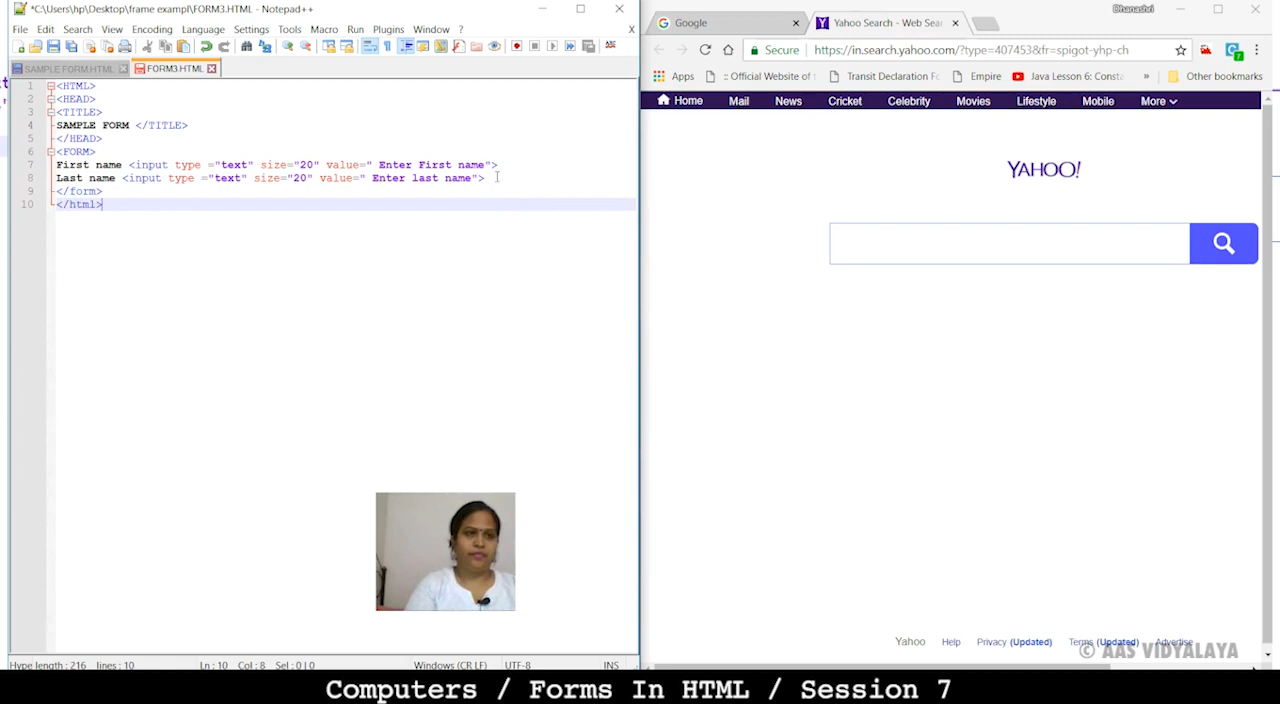 *C:\Users\hp\Desktop\frame exampl\FORM3.HTML - Notepad++
File Edit Search View Encoding Language Settings Tools Macro Run Plugins Window ? X
SAMPLE FORM.HTML FORM3.HTML
1 <HTML>
2 <HEAD>
3 <TITLE>
4 SAMPLE FORM </TITLE>
5 </HEAD>
6 <FORM>
7 First name <input type ="text" size="20" value=" Enter First name">
8 Last name <input type ="text" size="20" value=" Enter last name">
9 </form>
10 </html>
Hype length : 216 lines : 10 Ln : 10 Col : 8 Sel : 0 | 0 Windows (CR LF) UTF-8 INS
Dhanashri
Google Yahoo Search - Web Sear
Secure https://in.search.yahoo.com/?type=407453&fr=spgot-yhp-ch
Apps :: Official Website of Transit Declaration Fo Empire Java Lesson 6: Consta » Other bookmarks
Home Mail News Cricket Celebrity Movies Lifestyle Mobile More
YAHOO!
Yahoo Help Privacy (Updated) Terms (Updated) Advertise
© AAS VIDYALAYA
Computers / Forms In HTML / Session 7